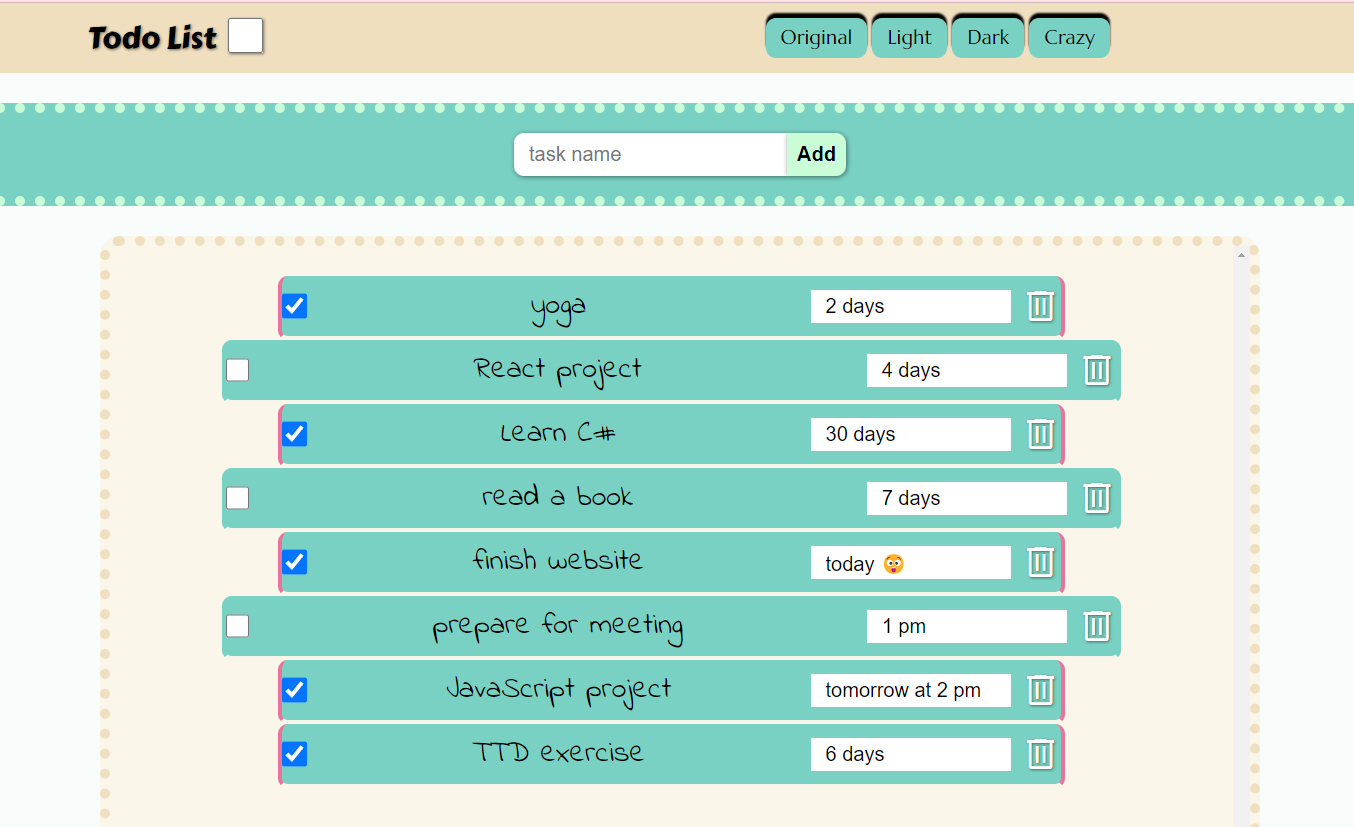 Todo List
Original Light Dark Crazy
task name Add
yoga 2 days
React project 4 days
Learn C# 30 days
read a book 7 days
finish website today 😲
prepare for meeting 1 pm
JavaScript project tomorrow at 2 pm
TTD exercise 6 days